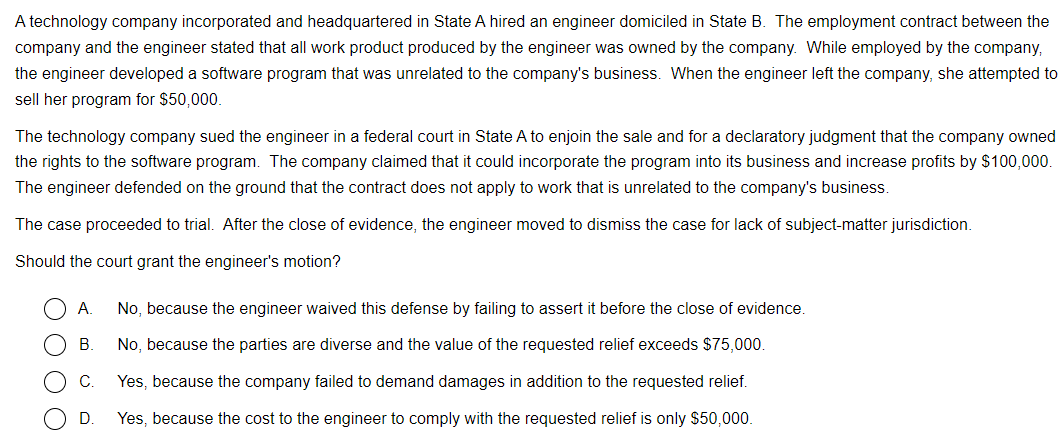 A technology company incorporated and headquartered in State A hired an engineer domiciled in State B.  The employment contract between the
company and the engineer stated that all work product produced by the engineer was owned by the company.  While employed by the company,
the engineer developed a software program that was unrelated to the company's business.  When the engineer left the company, she attempted to
sell her program for $50,000.
The technology company sued the engineer in a federal court in State A to enjoin the sale and for a declaratory judgment that the company owned
the rights to the software program.  The company claimed that it could incorporate the program into its business and increase profits by $100,000.
The engineer defended on the ground that the contract does not apply to work that is unrelated to the company's business.
The case proceeded to trial.  After the close of evidence, the engineer moved to dismiss the case for lack of subject-matter jurisdiction.
Should the court grant the engineer's motion?
A. No, because the engineer waived this defense by failing to assert it before the close of evidence.
B. No, because the parties are diverse and the value of the requested relief exceeds $75,000.
C. Yes, because the company failed to demand damages in addition to the requested relief.
D. Yes, because the cost to the engineer to comply with the requested relief is only $50,000.